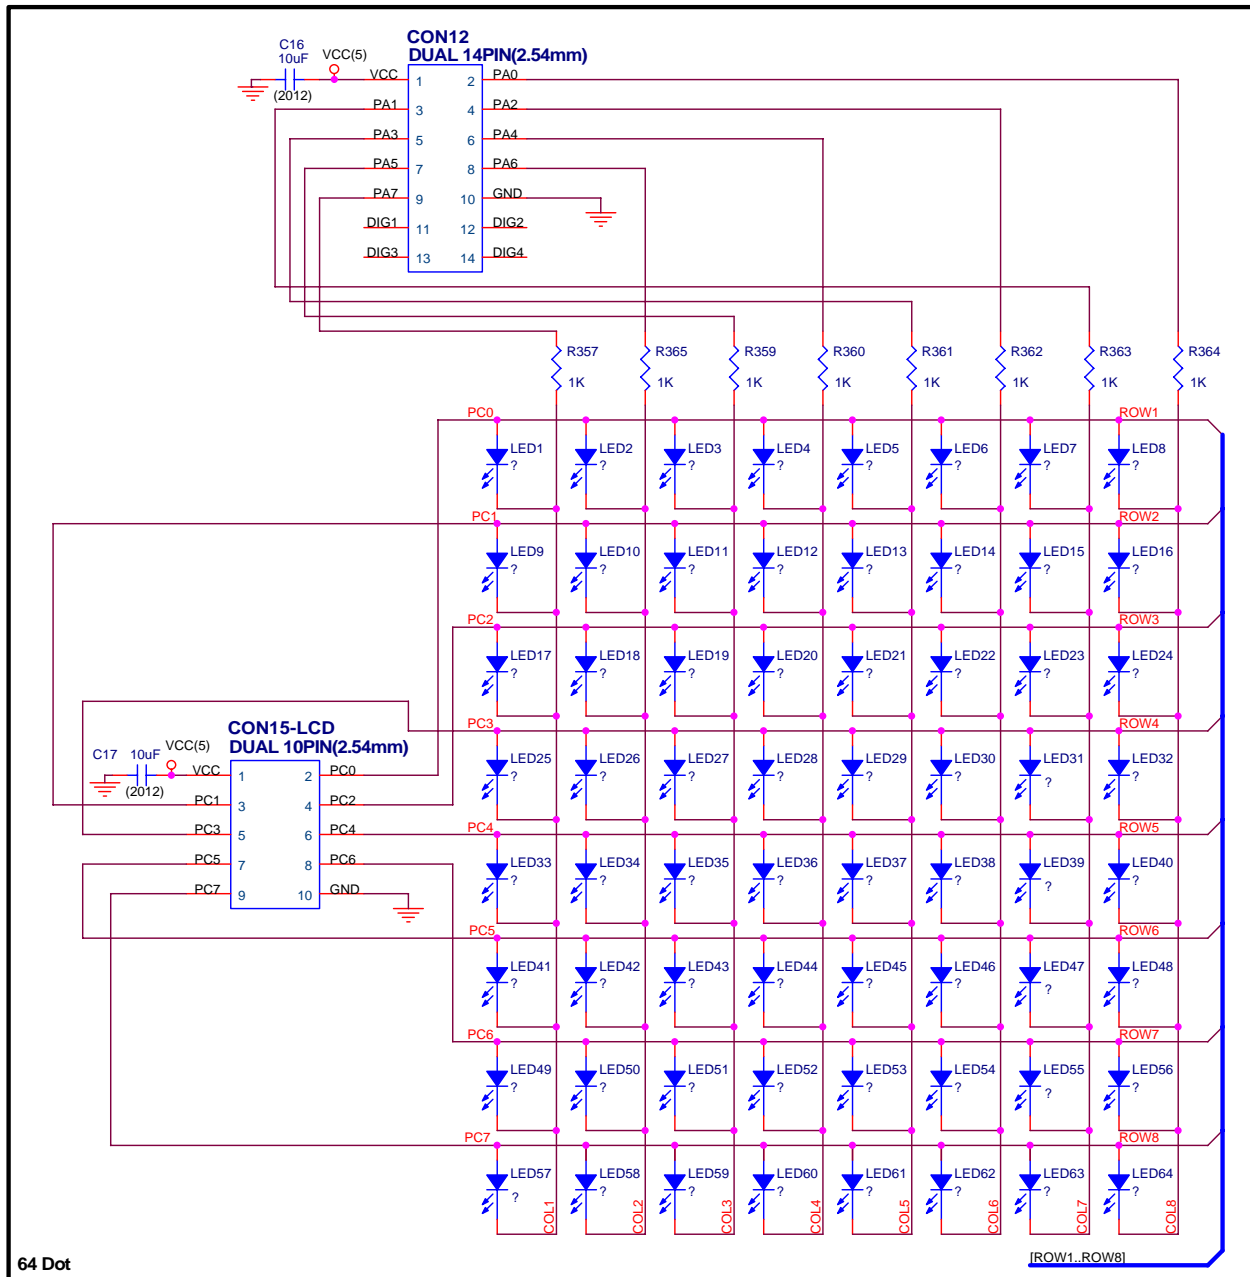 CON12
DUAL 14PIN(2.54mm)
C16
10uF
VCC(5)
(2012)
VCC 1 2 PA0
PA1 3 4 PA2
PA3 5 6 PA4
PA5 7 8 PA6
PA7 9 10 GND
DIG1 11 12 DIG2
DIG3 13 14 DIG4
R357 R365 R359 R360 R361 R362 R363 R364
1K 1K 1K 1K 1K 1K 1K 1K
PC0 ROW1
LED1 LED2 LED3 LED4 LED5 LED6 LED7 LED8
? ? ? ? ? ? ? ?
PC1 ROW2
LED9 LED10 LED11 LED12 LED13 LED14 LED15 LED16
? ? ? ? ? ? ? ?
PC2 ROW3
LED17 LED18 LED19 LED20 LED21 LED22 LED23 LED24
? ? ? ? ? ? ? ?
PC3 ROW4
LED25 LED26 LED27 LED28 LED29 LED30 LED31 LED32
? ? ? ? ? ? ? ?
CON15-LCD
DUAL 10PIN(2.54mm)
C17 10uF VCC(5)
(2012)
VCC 1 2 PC0
PC1 3 4 PC2
PC3 5 6 PC4
PC5 7 8 PC6
PC7 9 10 GND
PC4 ROW5
LED33 LED34 LED35 LED36 LED37 LED38 LED39 LED40
? ? ? ? ? ? ? ?
PC5 ROW6
LED41 LED42 LED43 LED44 LED45 LED46 LED47 LED48
? ? ? ? ? ? ? ?
PC6 ROW7
LED49 LED50 LED51 LED52 LED53 LED54 LED55 LED56
? ? ? ? ? ? ? ?
PC7 ROW8
LED57 LED58 LED59 LED60 LED61 LED62 LED63 LED64
? ? ? ? ? ? ? ?
COL1 COL2 COL3 COL4 COL5 COL6 COL7 COL8
[ROW1..ROW8]
64 Dot